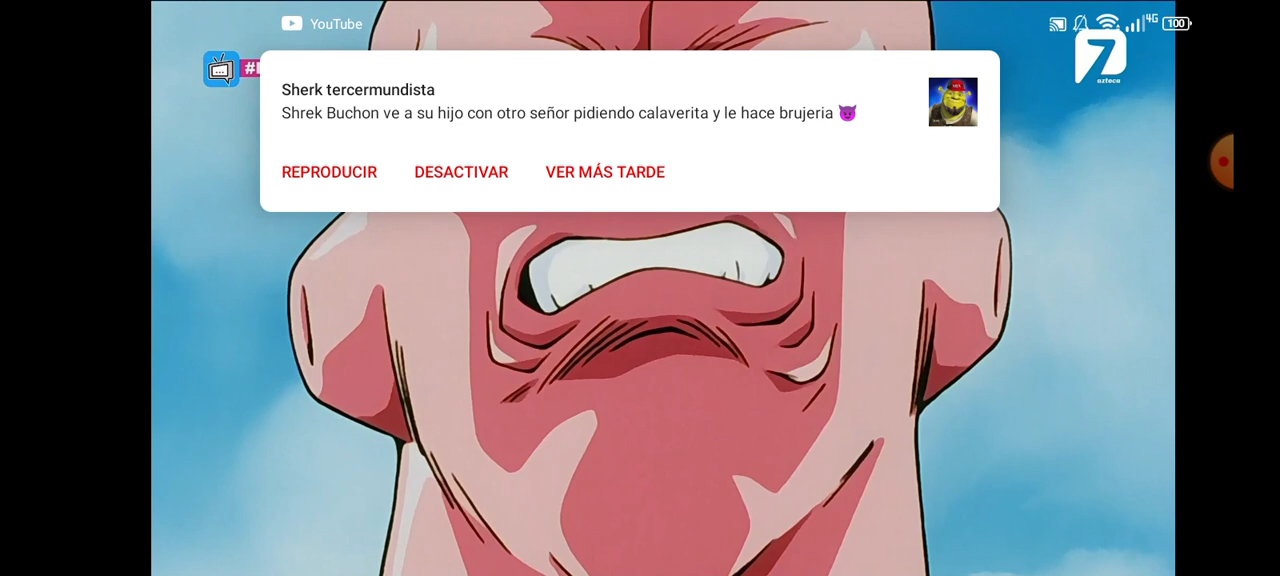 YouTube
4G
100
7
azteca
#
Sherk tercermundista
Shrek Buchon ve a su hijo con otro señor pidiendo calaverita y le hace brujeria 😈
REPRODUCIR DESACTIVAR VER MÁS TARDE